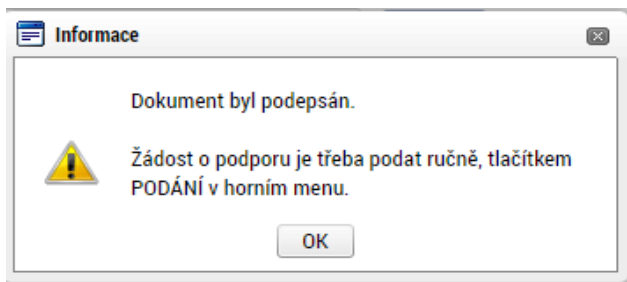 Informace
Dokument byl podepsán.
Žádost o podporu je třeba podat ručně, tlačítkem
PODÁNÍ v horním menu.
OK